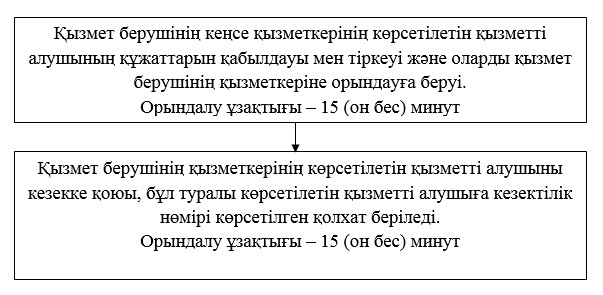 Қызмет берушінің кеңсе қызметкерінің көрсетілетін қызметті
алушының құжаттарын қабылдауы мен тіркеуі және оларды қызмет
берушінің қызметкеріне орындауға беруі.
Орындалу ұзақтығы – 15 (он бес) минут
Қызмет берушінің қызметкерінің көрсетілетін қызметті алушыны
кезекке қоюы, бұл туралы көрсетілетін қызметті алушыға кезектілік
нөмірі көрсетілген қолхат беріледі.
Орындалу ұзақтығы – 15 (он бес) минут